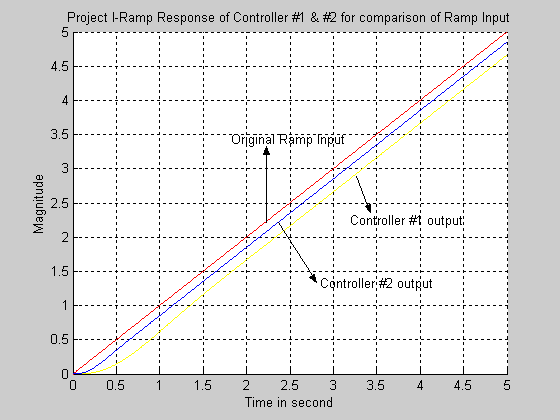 Project I-Ramp Response of Controller #1 & #2 for comparison of Ramp Input
5
4.5
4
3.5
3
2.5
2
1.5
1
0.5
0
Magnitude
Original Ramp Input
Controller #1 output
Controller #2 output
0 0.5 1 1.5 2 2.5 3 3.5 4 4.5 5
Time in second